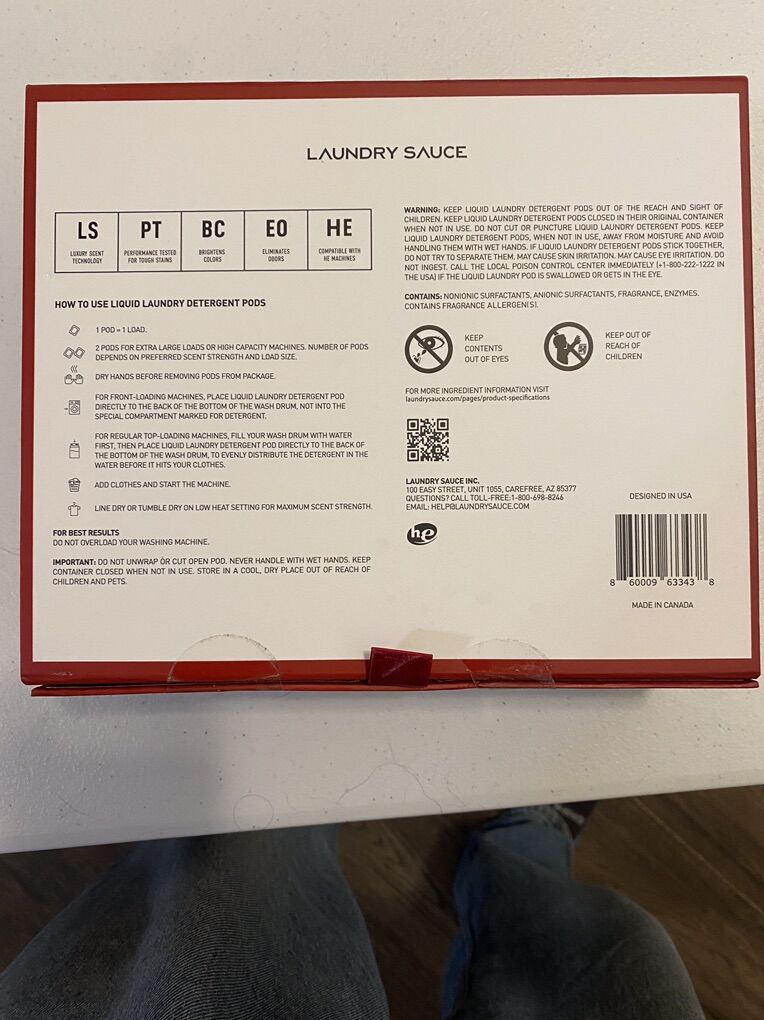 LAUNDRY SAUCE
LS
LUXURY SCENT
TECHNOLOGY
PT
PERFORMANCE TESTED
FOR TOUGH STAINS
BC
BRIGHTENS
COLORS
EO
ELIMINATES
ODORS
HE
COMPATIBLE WITH
HE MACHINES
HOW TO USE LIQUID LAUNDRY DETERGENT PODS
1 POD = 1 LOAD.
2 PODS FOR EXTRA LARGE LOADS OR HIGH CAPACITY MACHINES. NUMBER OF PODS
DEPENDS ON PREFERRED SCENT STRENGTH AND LOAD SIZE.
DRY HANDS BEFORE REMOVING PODS FROM PACKAGE.
FOR FRONT-LOADING MACHINES, PLACE LIQUID LAUNDRY DETERGENT POD
DIRECTLY TO THE BACK OF THE BOTTOM OF THE WASH DRUM, NOT INTO THE
SPECIAL COMPARTMENT MARKED FOR DETERGENT.
FOR REGULAR TOP-LOADING MACHINES, FILL YOUR WASH DRUM WITH WATER
FIRST, THEN PLACE LIQUID LAUNDRY DETERGENT POD DIRECTLY TO THE BACK OF
THE BOTTOM OF THE WASH DRUM, TO EVENLY DISTRIBUTE THE DETERGENT IN THE
WATER BEFORE IT HITS YOUR CLOTHES.
ADD CLOTHES AND START THE MACHINE.
LINE DRY OR TUMBLE DRY ON LOW HEAT SETTING FOR MAXIMUM SCENT STRENGTH.
FOR BEST RESULTS
DO NOT OVERLOAD YOUR WASHING MACHINE.
IMPORTANT: DO NOT UNWRAP OR CUT OPEN POD. NEVER HANDLE WITH WET HANDS. KEEP
CONTAINER CLOSED WHEN NOT IN USE. STORE IN A COOL, DRY PLACE OUT OF REACH OF
CHILDREN AND PETS.
WARNING: KEEP LIQUID LAUNDRY DETERGENT PODS OUT OF THE REACH AND SIGHT OF
CHILDREN. KEEP LIQUID LAUNDRY DETERGENT PODS CLOSED IN THEIR ORIGINAL CONTAINER
WHEN NOT IN USE. DO NOT CUT OR PUNCTURE LIQUID DETERGENT PODS. KEEP
LIQUID LAUNDRY DETERGENT PODS, WHEN NOT IN USE, AWAY FROM MOISTURE AND AVOID
HANDLING THEM WITH WET HANDS. IF LIQUID LAUNDRY DETERGENT PODS STICK TOGETHER,
DO NOT TRY TO SEPARATE THEM. MAY CAUSE SKIN IRRITATION. MAY CAUSE EYE IRRITATION. DO
NOT INGEST. CALL THE LOCAL POISON CONTROL CENTER IMMEDIATELY (+1-800-222-1222 IN
THE USA) IF THE LIQUID LAUNDRY POD IS SWALLOWED OR GETS IN THE EYE.
CONTAINS: NONIONIC SURFACTANTS, ANIONIC SURFACTANTS, FRAGRANCE, ENZYMES.
CONTAINS FRAGRANCE ALLERGEN(S).
KEEP
CONTENTS
OUT OF EYES
KEEP OUT OF
REACH OF
CHILDREN
FOR MORE INGREDIENT INFORMATION VISIT
laundrysauce.com/pages/product-specifications
LAUNDRY SAUCE INC.
100 EASY STREET, UNIT 1055, CAREFREE, AZ 85377
QUESTIONS? CALL TOLL-FREE:1-800-698-8246
EMAIL: HELP@LAUNDRYSAUCE.COM
he
DESIGNED IN USA
8 60009 63343 8
MADE IN CANADA